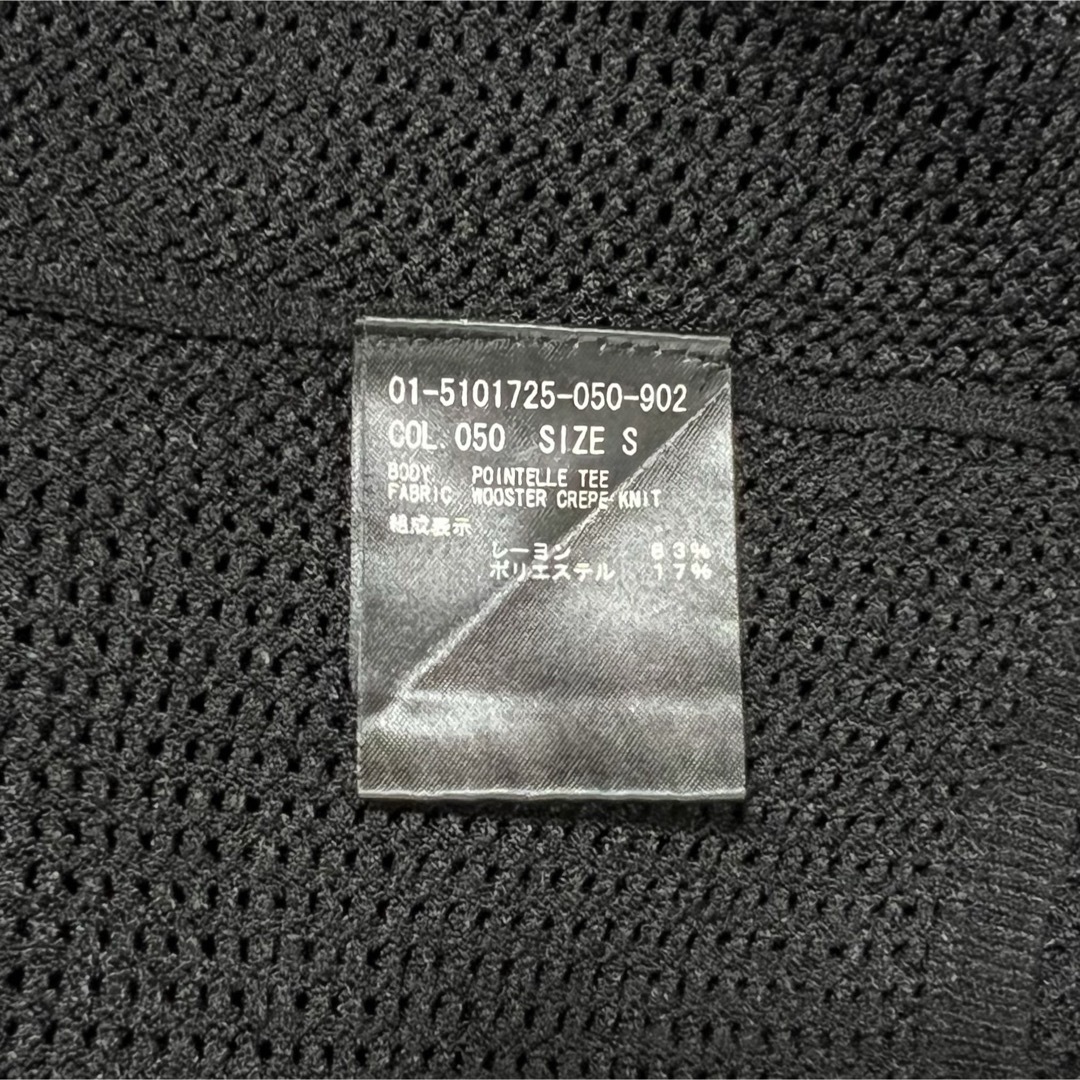 01-5101725-050-902
COL. 050 SIZE S
BODY POINTELLE TEE
FABRIC WOOSTER CREPE KNIT
組成表示
レーヨン 83%
ポリエステル 17%